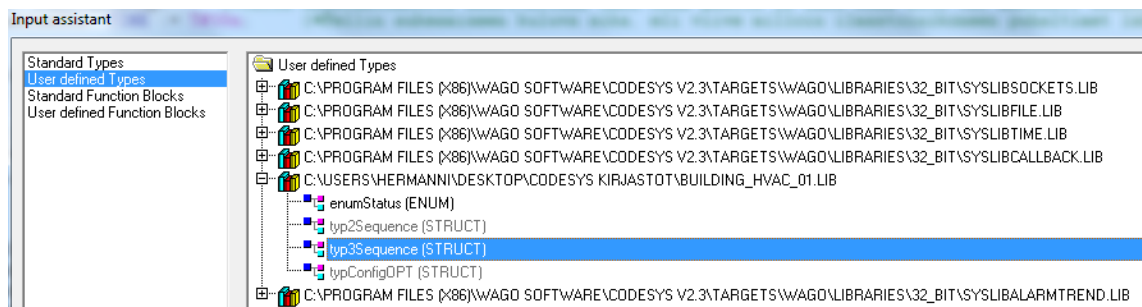 Input assistant
Standard Types
User defined Types
Standard Function Blocks
User defined Function Blocks
User defined Types
C:\PROGRAM FILES (X86)\WAGO SOFTWARE\CODESYS V2.3\TARGETS\WAGO\LIBRARIES\32_BIT\SYSLIBSOCKETS.LIB
C:\PROGRAM FILES (X86)\WAGO SOFTWARE\CODESYS V2.3\TARGETS\WAGO\LIBRARIES\32_BIT\SYSLIBFILE.LIB
C:\PROGRAM FILES (X86)\WAGO SOFTWARE\CODESYS V2.3\TARGETS\WAGO\LIBRARIES\32_BIT\SYSLIBTIME.LIB
C:\PROGRAM FILES (X86)\WAGO SOFTWARE\CODESYS V2.3\TARGETS\WAGO\LIBRARIES\32_BIT\SYSLIBCALLBACK.LIB
C:\USERS\HERMANNI\DESKTOP\CODESYS KIRJASTOT\BUILDING_HVAC_01.LIB
enumStatus (ENUM)
typ2Sequence (STRUCT)
typ3Sequence (STRUCT)
typConfigOPT (STRUCT)
C:\PROGRAM FILES (X86)\WAGO SOFTWARE\CODESYS V2.3\TARGETS\WAGO\LIBRARIES\32_BIT\SYSLIBALARMTREND.LIB